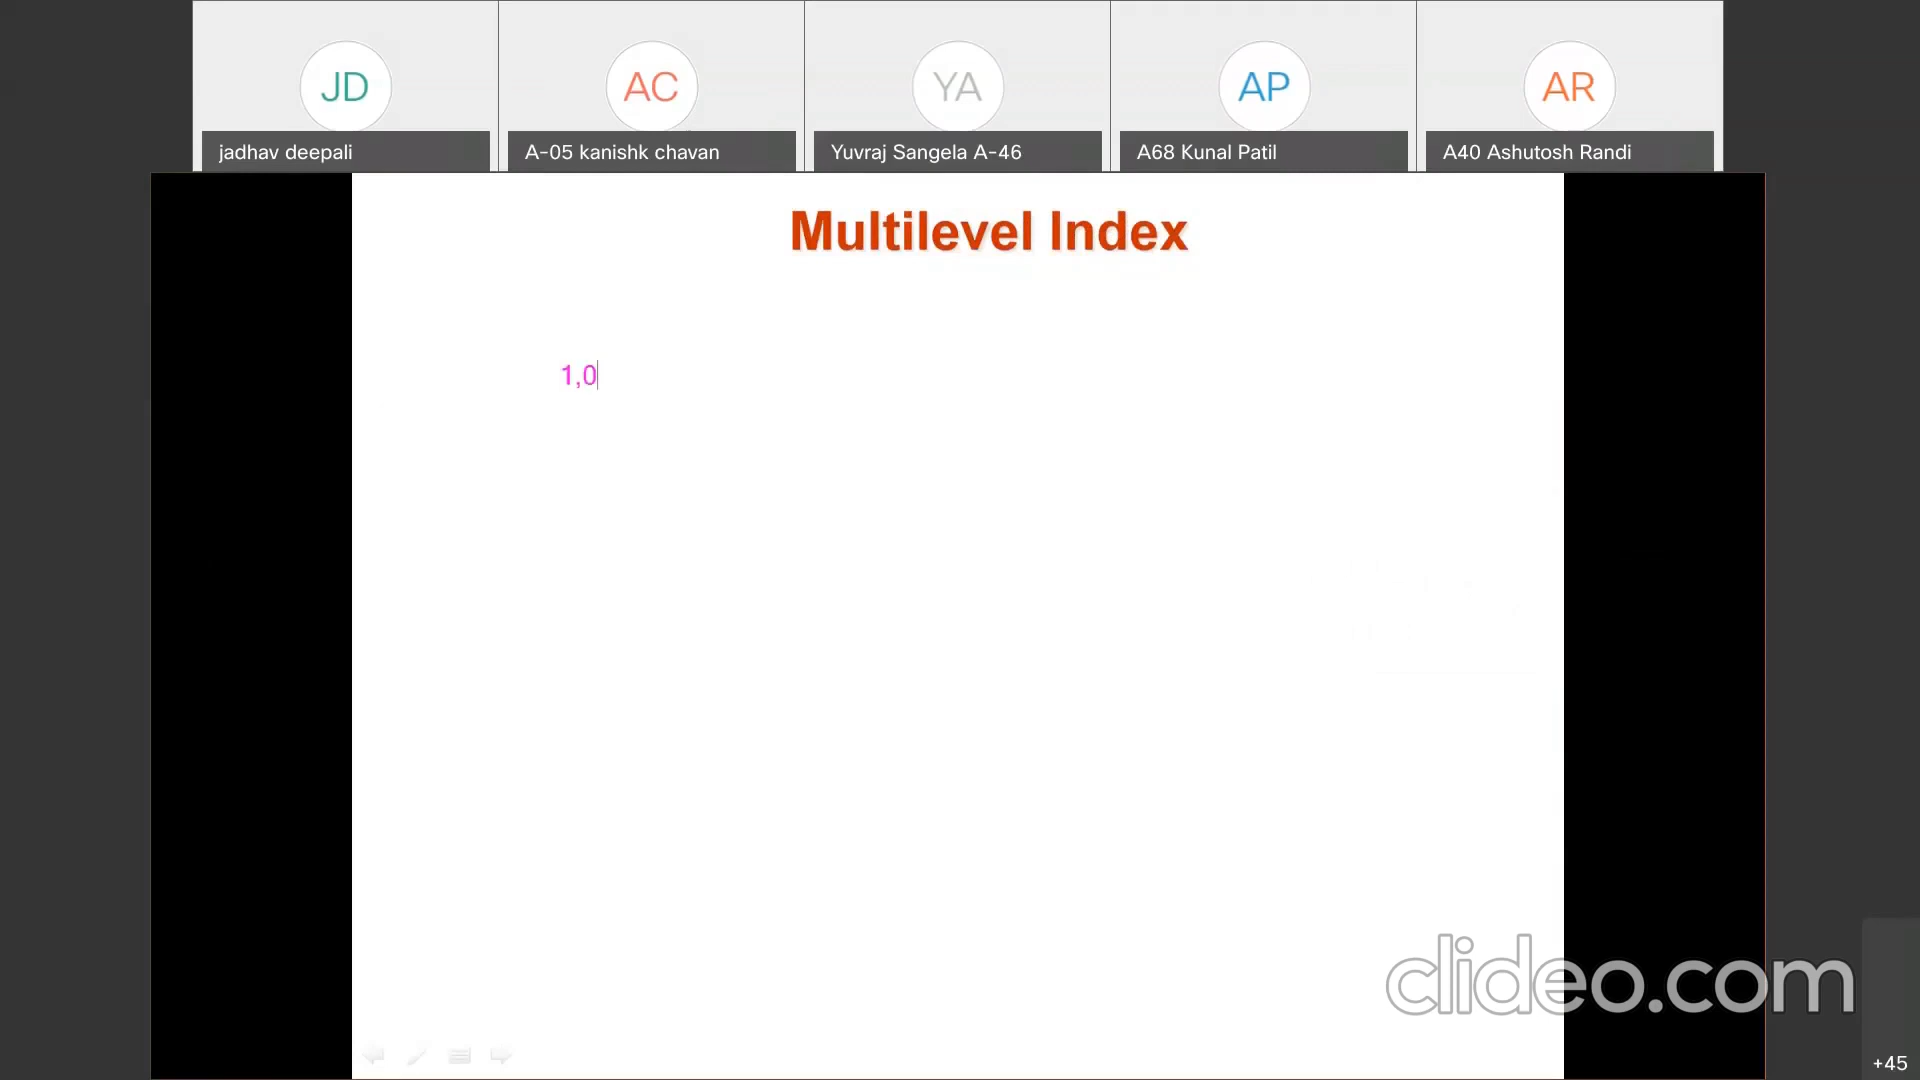 JD
AC
YA
AP
AR
jadhav deepali
A-05 kanishk chavan
Yuvraj Sangela A-46
A68 Kunal Patil
A40 Ashutosh Randi
Multilevel Index
1,0
clideo.com
+45